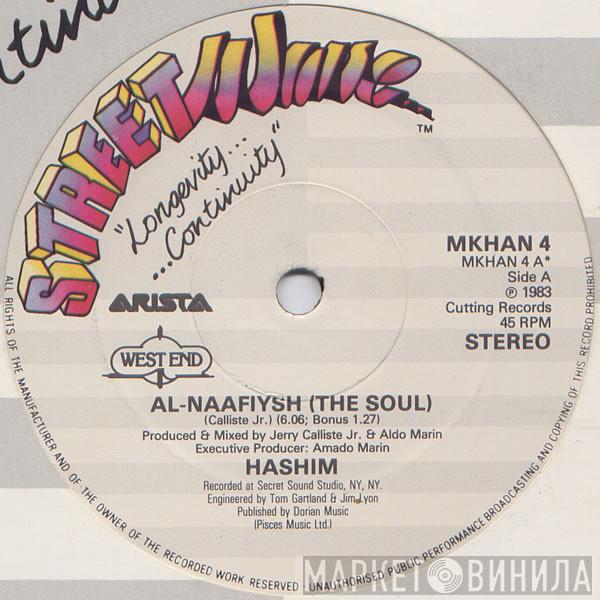 STREET Wave...
TM
"Longevity...
...Continuity"
ARISTA
WEST END
MKHAN 4
MKHAN 4 A*
Side A
℗ 1983
Cutting Records
45 RPM
STEREO
AL-NAAFIYSH (THE SOUL)
(Calliste Jr.) (6.06; Bonus 1.27)
Produced & Mixed by Jerry Calliste Jr. & Aldo Marin
Executive Producer: Amado Marin
HASHIM
Recorded at Secret Sound Studio, NY, NY.
Engineered by Tom Gartland & Jim Lyon
Published by Dorian Music
(Pisces Music Ltd.)
ALL RIGHTS OF THE MANUFACTURER AND OF THE OWNER OF THE RECORDED WORK RESERVED · UNAUTHORISED PUBLIC PERFORMANCE BROADCASTING AND COPYING OF THIS RECORD PROHIBITED
МАРКЕТ ВИНИЛА